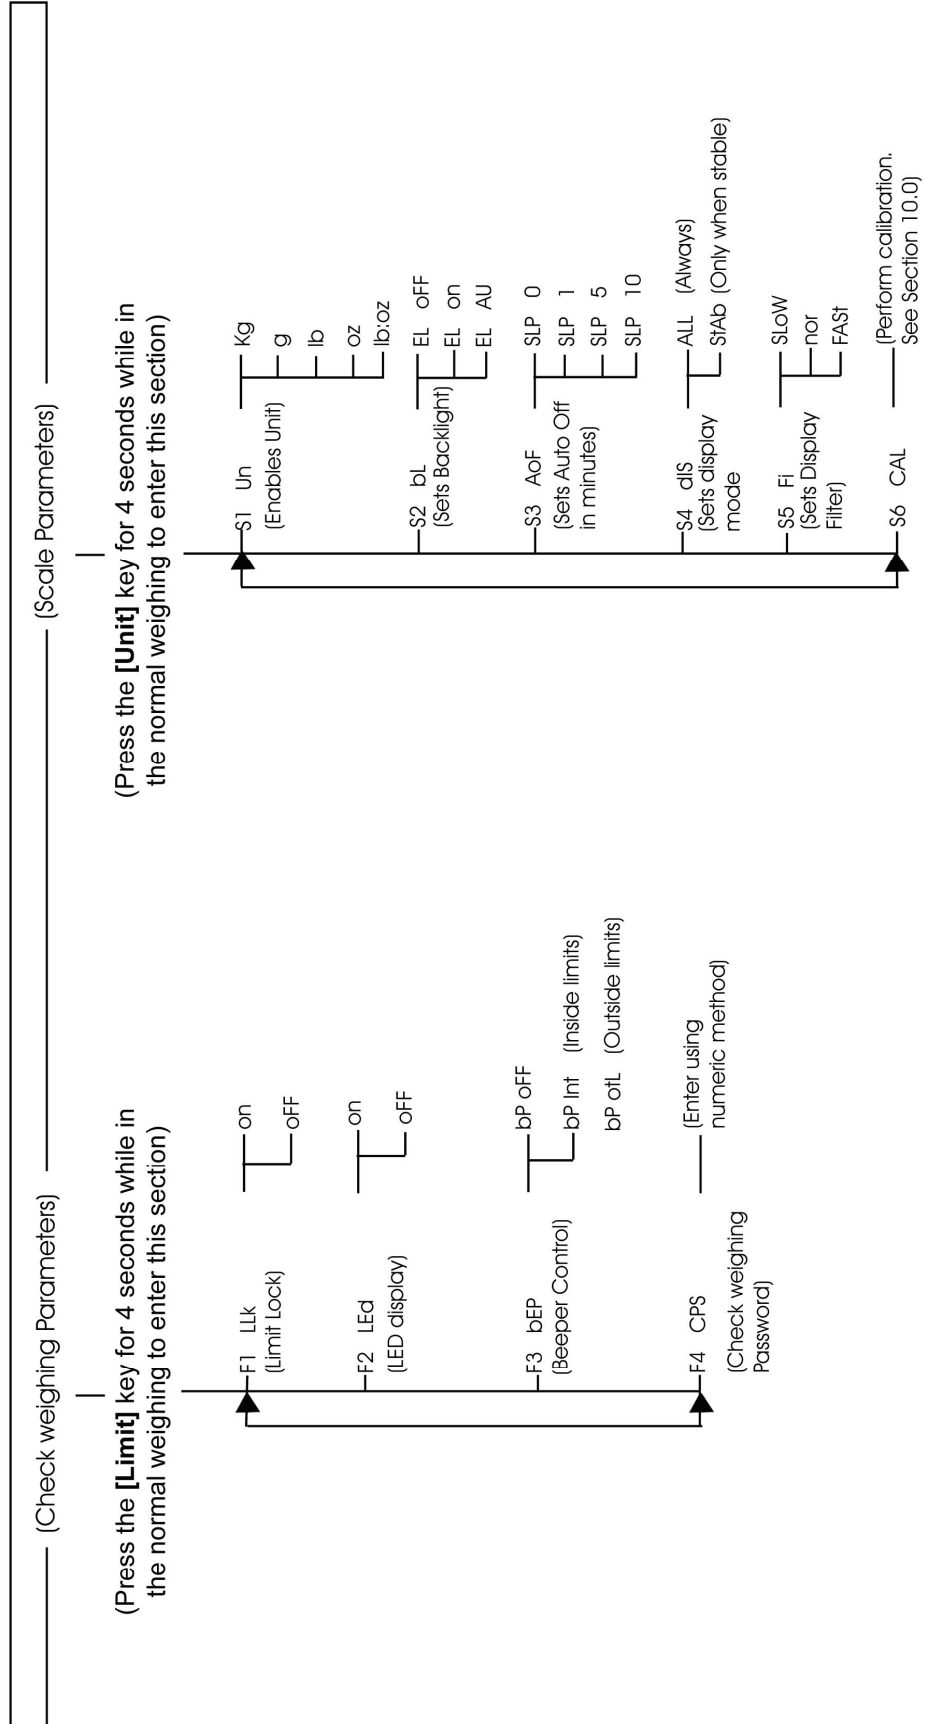 (Check weighing Parameters)
(Press the [Limit] key for 4 seconds while in
the normal weighing to enter this section)
F1 LLk
(Limit Lock)
on
oFF
F2 LEd
(LED display)
on
oFF
F3 bEP
(Beeper Control)
bP oFF
bP Int (Inside limits)
bP otL (Outside limits)
F4 CPS
(Check weighing
Password)
(Enter using
numeric method)
(Scale Parameters)
(Press the [Unit] key for 4 seconds while in
the normal weighing to enter this section)
S1 Un
(Enables Unit)
Kg
g
lb
oz
lb:oz
S2 bL
(Sets Backlight)
EL oFF
EL on
EL AU
S3 AoF
(Sets Auto Off
in minutes)
SLP 0
SLP 1
SLP 5
SLP 10
S4 dIS
(Sets display
mode
ALL (Always)
StAb (Only when stable)
S5 Fi
(Sets Display
Filter)
SLoW
nor
FASt
S6 CAL
(Perform calibration.
See Section 10.0)